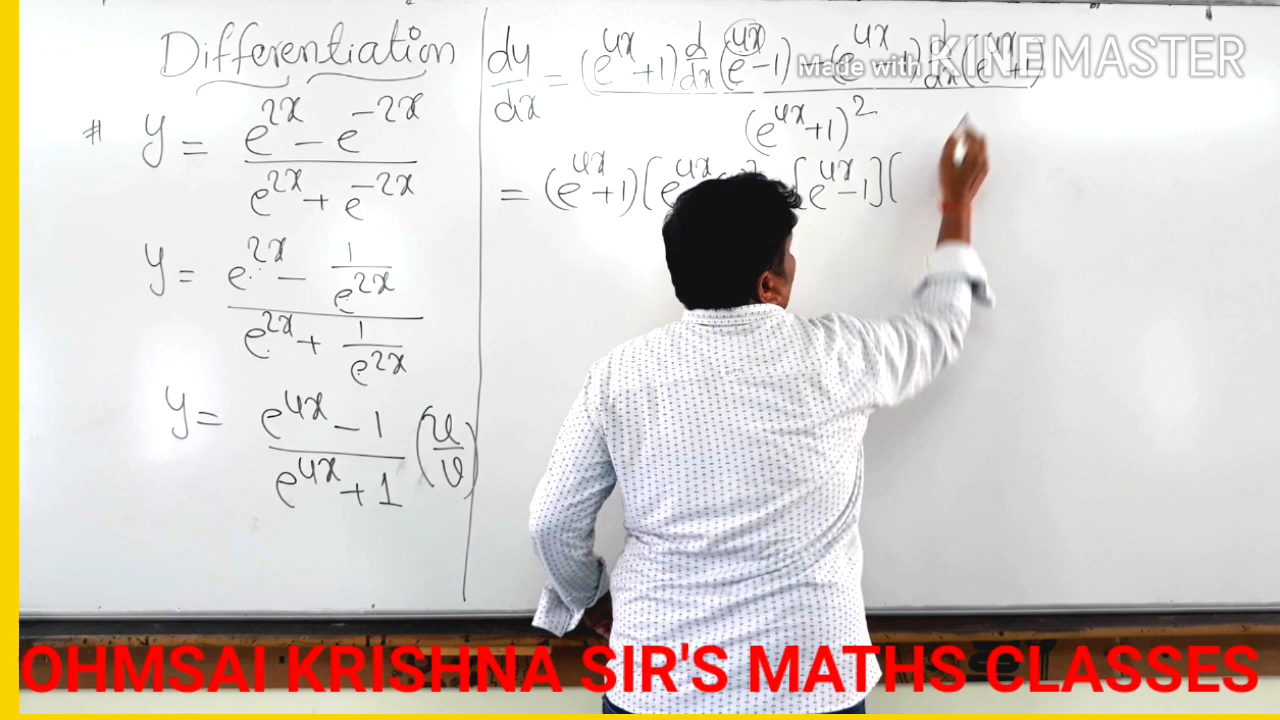 Differentiation
# y = (e^{2x} - e^{-2x}) / (e^{2x} + e^{-2x})
y = (e^{2x} - 1/e^{2x}) / (e^{2x} + 1/e^{2x})
y = (e^{4x} - 1) / (e^{4x} + 1) (u/v)
dy/dx = ((e^{4x}+1) d/dx (e^{4x}-1) - (e^{4x}-1) d/dx (e^{4x}+1)) / (e^{4x}+1)^2
= (e^{4x}+1) [e^{4x} [e^{4x}-1] (
Made with KINEMASTER
OHMSAI KRISHNA SIR'S MATHS CLASSES